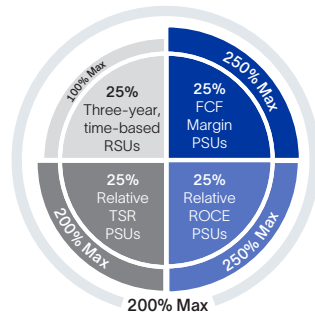 100% Max
25%
Three-year,
time-based
RSUs
250% Max
25%
FCF
Margin
PSUs
200% Max
25%
Relative
TSR
PSUs
250% Max
25%
Relative
ROCE
PSUs
200% Max